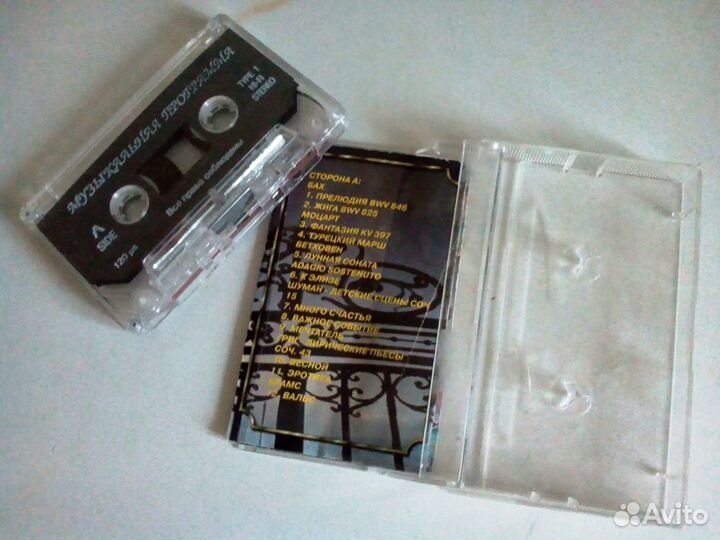 МУЗЫКАЛЬНАЯ ПРОГРАММА
TYPE 1
HI-FI
STEREO
Все права соблюдены
A
SIDE
120 µs
СТОРОНА А:
БАХ
1. ПРЕЛЮДИЯ BWV 846
2. ЖИГА BWV 825
МОЦАРТ
3. ФАНТАЗИЯ KV 397
4. ТУРЕЦКИЙ МАРШ
БЕТХОВЕН
5. ЛУННАЯ СОНАТА
ADAGIO SOSTENUTO
6. К ЭЛИЗЕ
ШУМАН - ДЕТСКИЕ СЦЕНЫ СОЧ
15
7. МНОГО СЧАСТЬЯ
8. ВАЖНОЕ СОБЫТИЕ
9. МЕЧТАТЕЛЬ
ГРИГ - ЛИРИЧЕСКИЕ ПЬЕСЫ
СОЧ. 43
10. ВЕСНОЙ
11. ЭРОТИКА
БРАМС
12. ВАЛЬС
Avito